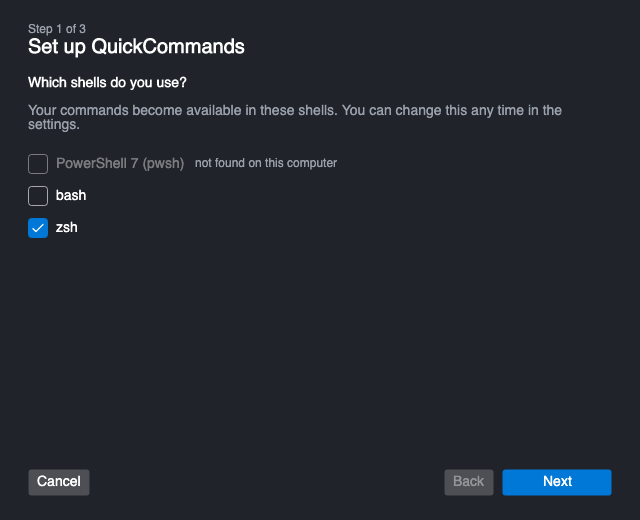 Step 1 of 3
Set up QuickCommands
Which shells do you use?
Your commands become available in these shells. You can change this any time in the
settings.
PowerShell 7 (pwsh) not found on this computer
bash
zsh
Cancel Back Next